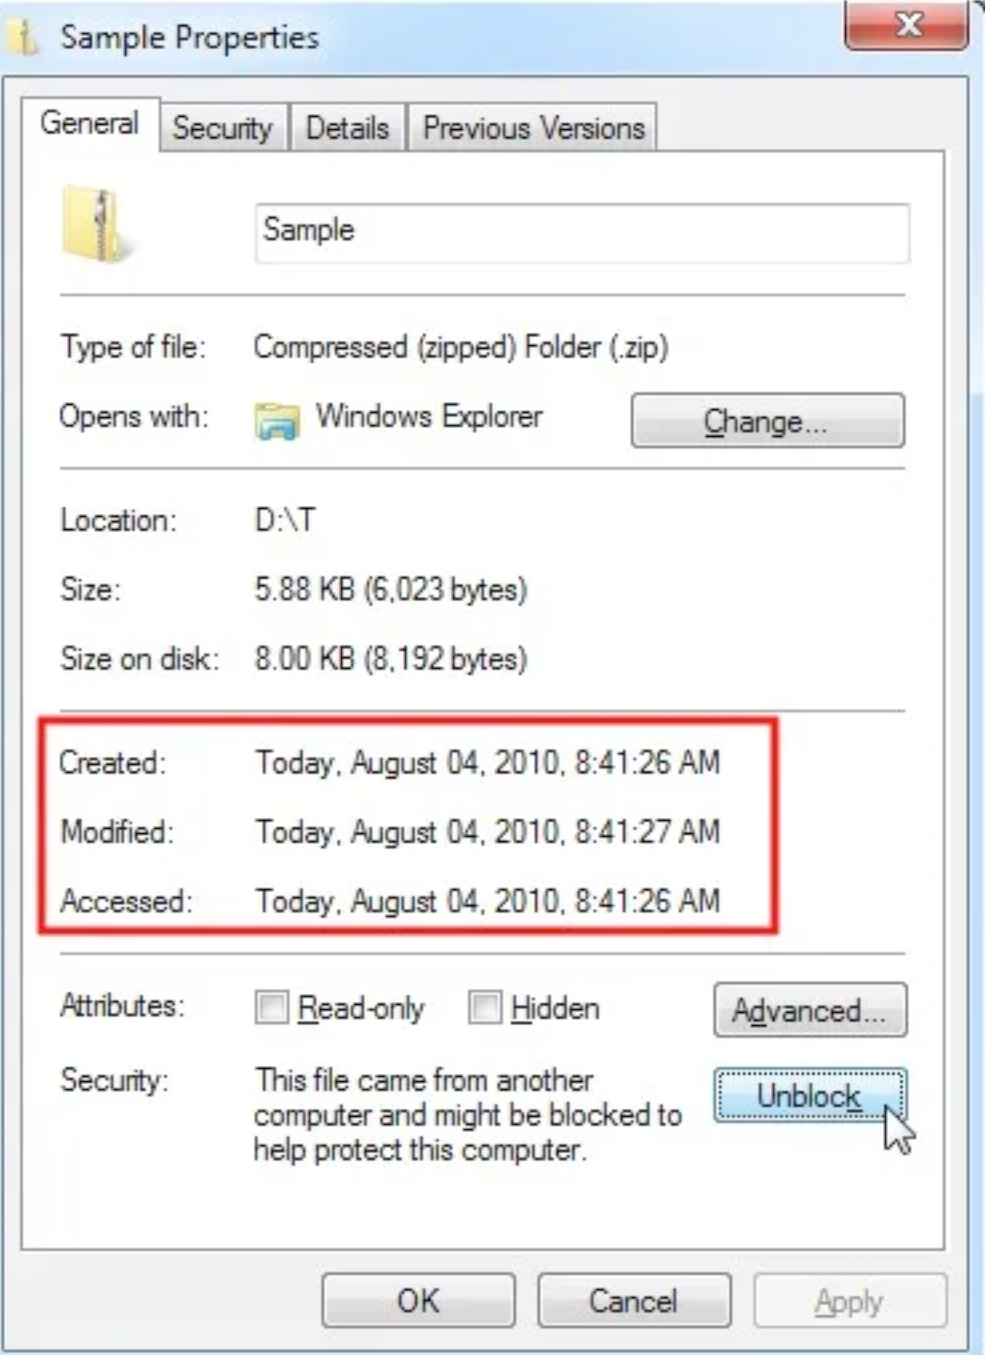 Sample Properties
General Security Details Previous Versions
Sample
Type of file: Compressed (zipped) Folder (.zip)
Opens with: Windows Explorer Change...
Location: D:\T
Size: 5.88 KB (6,023 bytes)
Size on disk: 8.00 KB (8,192 bytes)
Created: Today, August 04, 2010, 8:41:26 AM
Modified: Today, August 04, 2010, 8:41:27 AM
Accessed: Today, August 04, 2010, 8:41:26 AM
Attributes: Read-only Hidden Advanced...
Security: This file came from another
computer and might be blocked to
help protect this computer.
Unblock
OK Cancel Apply